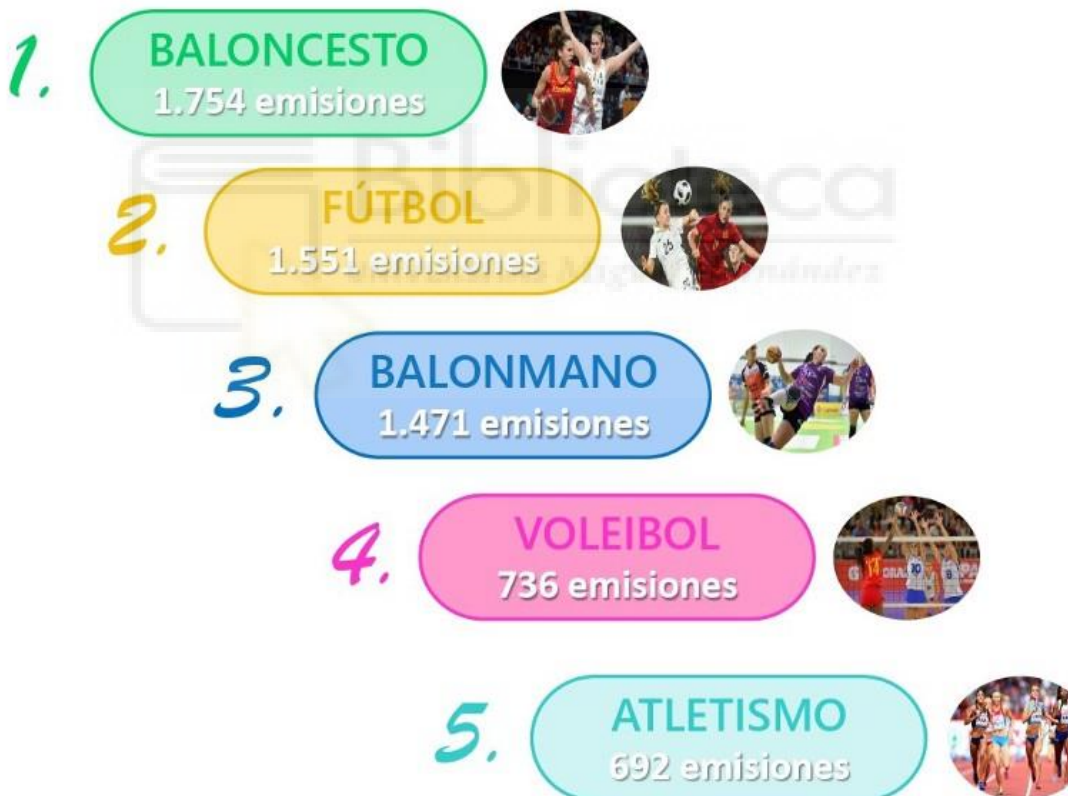 1.
BALONCESTO
1.754 emisiones
2.
FÚTBOL
1.551 emisiones
3.
BALONMANO
1.471 emisiones
4.
VOLEIBOL
736 emisiones
5.
ATLETISMO
692 emisiones
Biblioteca